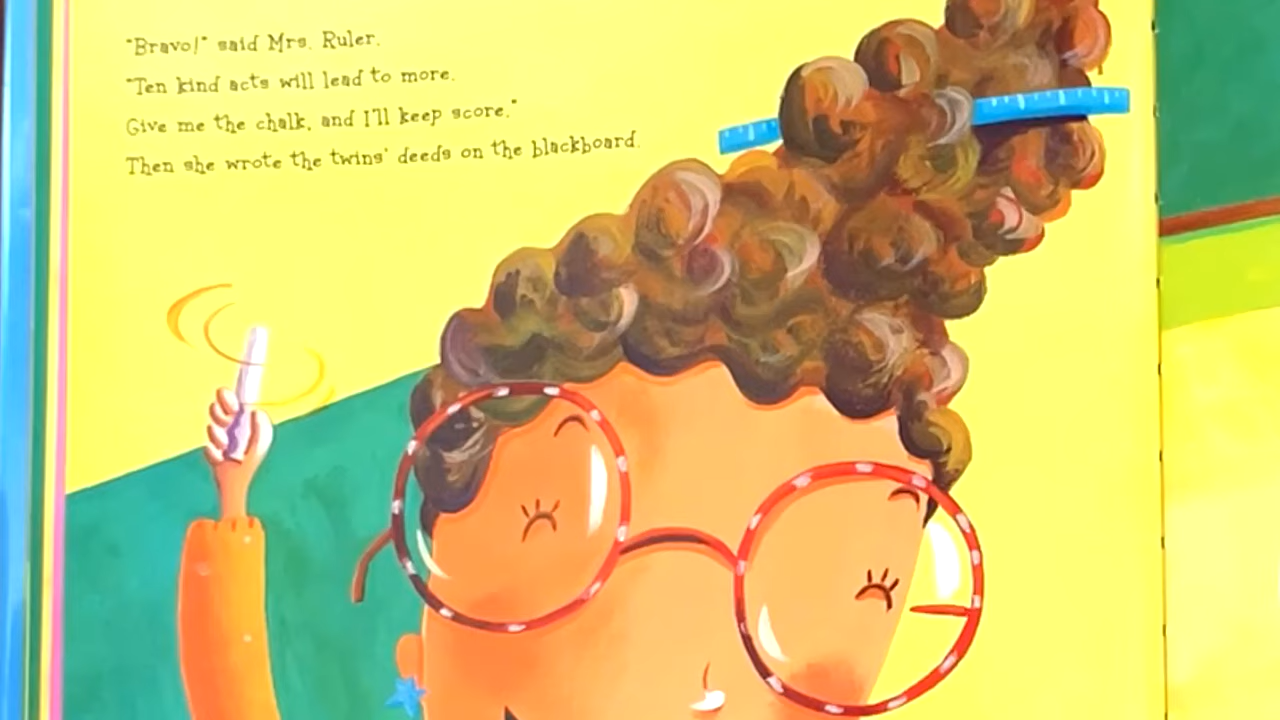 "Bravo!" said Mrs. Ruler.
"Ten kind acts will lead to more.
Give me the chalk, and I'll keep score."
Then she wrote the twins' deeds on the blackboard.